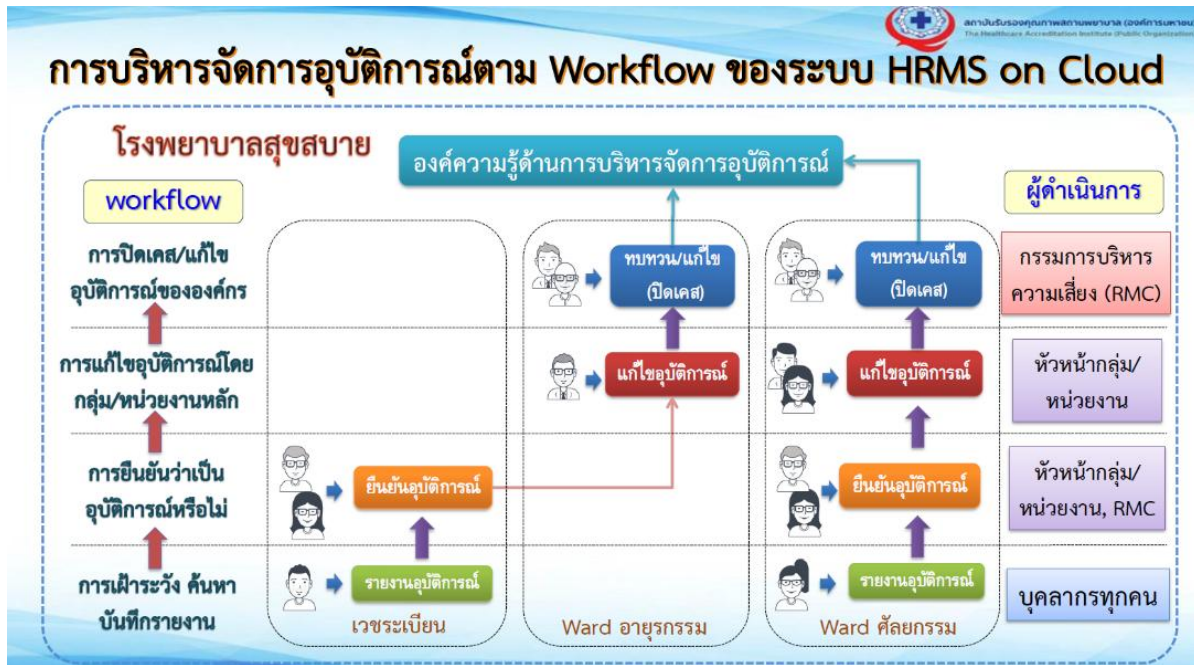 สถาบันรับรองคุณภาพสถานพยาบาล (องค์การมหาชน
The Healthcare Accreditation Institute (Public Organization
การบริหารจัดการอุบัติการณ์ตาม Workflow ของระบบ HRMS on Cloud
โรงพยาบาลสุขสบาย
องค์ความรู้ด้านการบริหารจัดการอุบัติการณ์
workflow
ผู้ดำเนินการ
การปิดเคส/แก้ไข
อุบัติการณ์ขององค์กร
ทบทวน/แก้ไข
(ปิดเคส)
ทบทวน/แก้ไข
(ปิดเคส)
กรรมการบริหาร
ความเสี่ยง (RMC)
การแก้ไขอุบัติการณ์โดย
กลุ่ม/หน่วยงานหลัก
แก้ไขอุบัติการณ์
แก้ไขอุบัติการณ์
หัวหน้ากลุ่ม/
หน่วยงาน
การยืนยันว่าเป็น
อุบัติการณ์หรือไม่
ยืนยันอุบัติการณ์
ยืนยันอุบัติการณ์
หัวหน้ากลุ่ม/
หน่วยงาน, RMC
การเฝ้าระวัง ค้นหา
บันทึกรายงาน
รายงานอุบัติการณ์
รายงานอุบัติการณ์
บุคลากรทุกคน
เวชระเบียน
Ward อายุรกรรม
Ward ศัลยกรรม